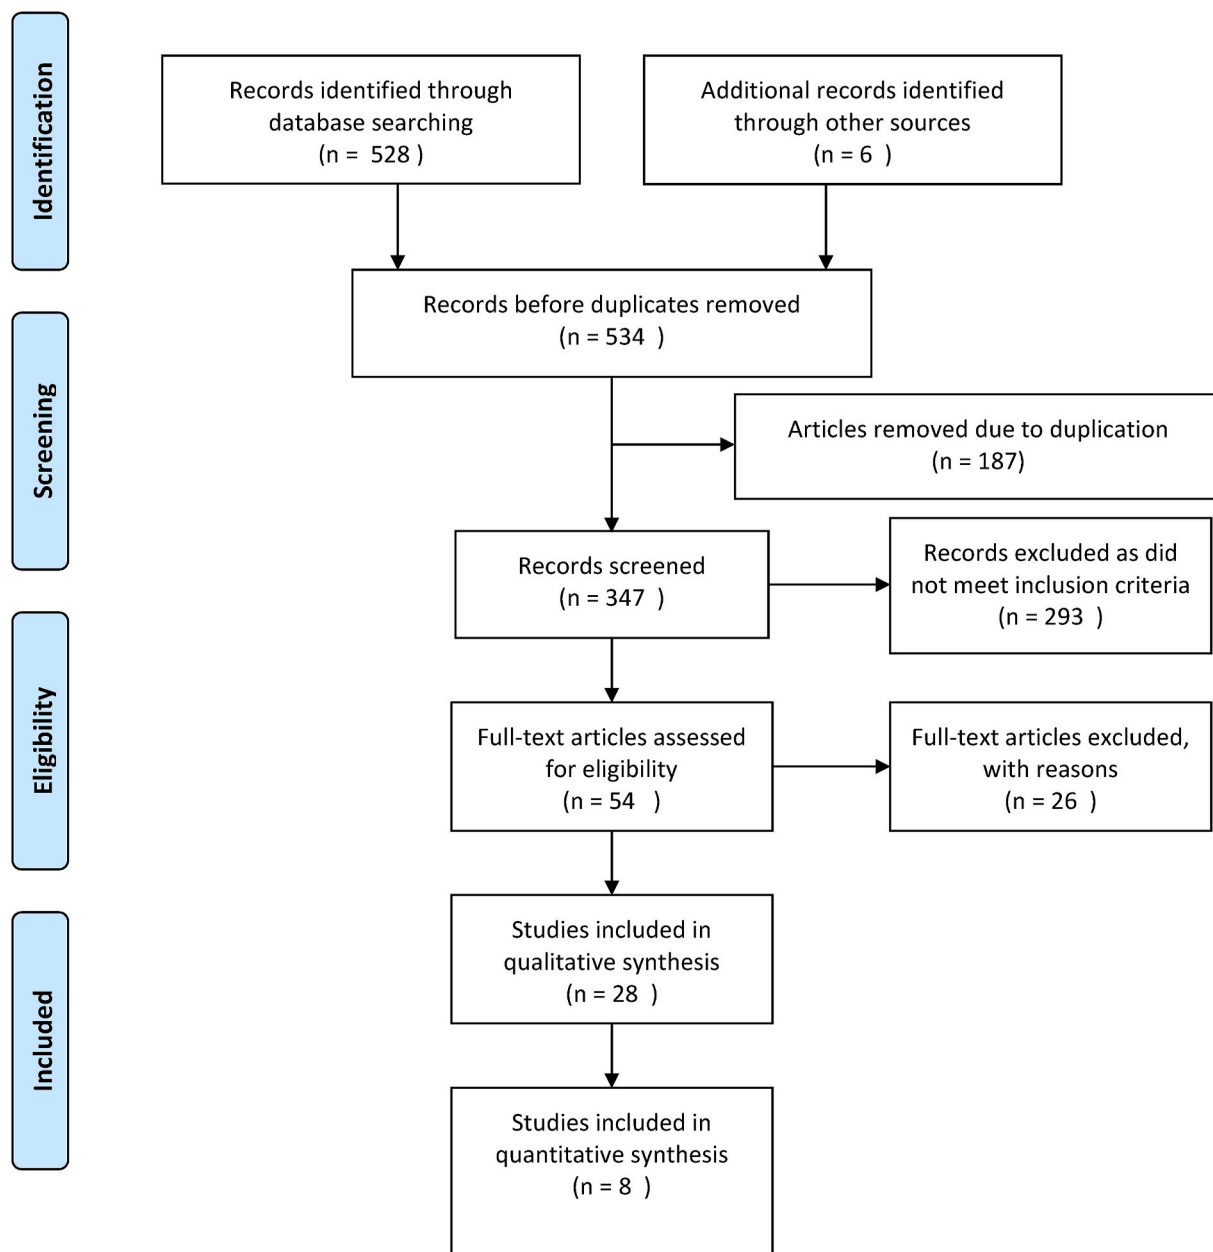 Identification
Records identified through
database searching
(n =  528 )
Additional records identified
through other sources
(n = 6  )
Records before duplicates removed
(n = 534  )
Screening
Articles removed due to duplication
(n = 187)
Records screened
(n = 347  )
Records excluded as did
not meet inclusion criteria
(n = 293  )
Eligibility
Full-text articles assessed
for eligibility
(n = 54   )
Full-text articles excluded,
with reasons
(n = 26  )
Included
Studies included in
qualitative synthesis
(n = 28   )
Studies included in
quantitative synthesis
(n = 8   )